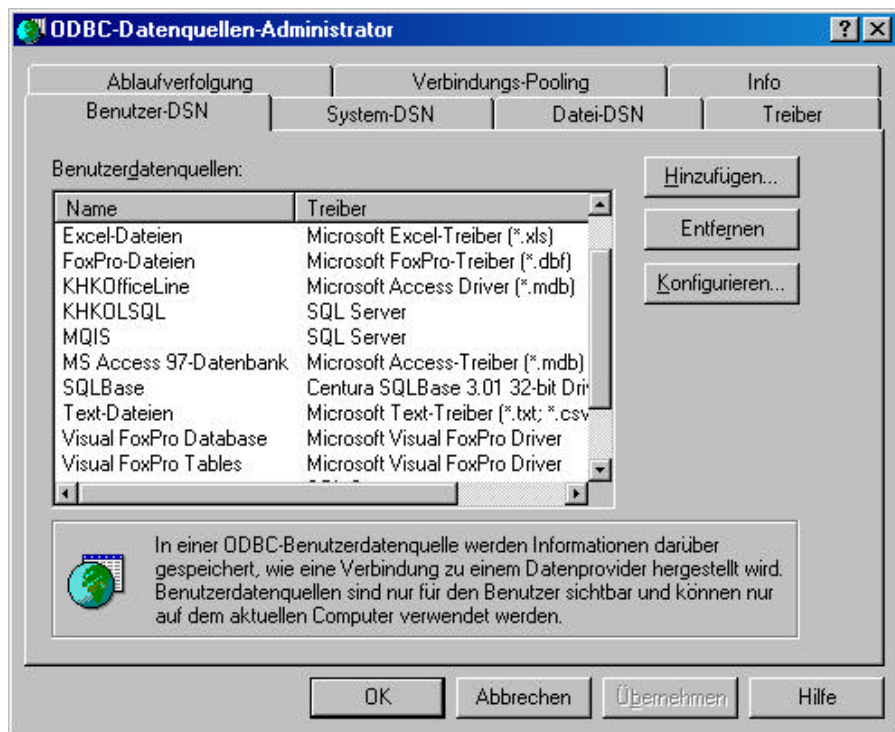 ODBC-Datenquellen-Administrator
Ablaufverfolgung Verbindungs-Pooling Info
Benutzer-DSN System-DSN Datei-DSN Treiber
Benutzerdatenquellen:
Hinzufügen...
Name Treiber
Excel-Dateien Microsoft Excel-Treiber (*.xls)
Entfernen
FoxPro-Dateien Microsoft FoxPro-Treiber (*.dbf)
KHKOfficeLine Microsoft Access Driver (*.mdb)
Konfigurieren...
KHKOLSQL SQL Server
MQIS SQL Server
MS Access 97-Datenbank Microsoft Access-Treiber (*.mdb)
SQLBase Centura SQLBase 3.01 32-bit Dri
Text-Dateien Microsoft Text-Treiber (*.txt; *.csv
Visual FoxPro Database Microsoft Visual FoxPro Driver
Visual FoxPro Tables Microsoft Visual FoxPro Driver
In einer ODBC-Benutzerdatenquelle werden Informationen darüber
gespeichert, wie eine Verbindung zu einem Datenprovider hergestellt wird.
Benutzerdatenquellen sind nur für den Benutzer sichtbar und können nur
auf dem aktuellen Computer verwendet werden.
OK Abbrechen Übernehmen Hilfe